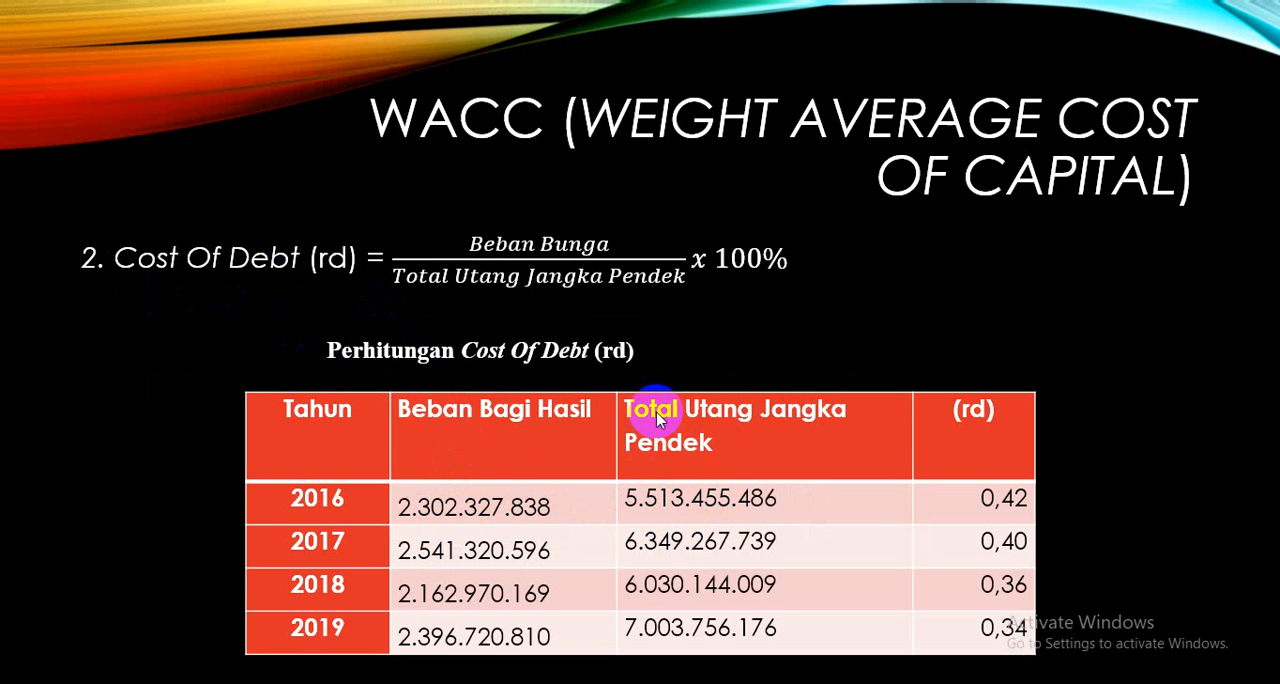 WACC (WEIGHT AVERAGE COST
OF CAPITAL)
2. Cost Of Debt (rd) = Beban Bunga / Total Utang Jangka Pendek x 100%
Perhitungan Cost Of Debt (rd)
Tahun Beban Bagi Hasil Total Utang Jangka Pendek (rd)
2016 2.302.327.838 5.513.455.486 0,42
2017 2.541.320.596 6.349.267.739 0,40
2018 2.162.970.169 6.030.144.009 0,36
2019 2.396.720.810 7.003.756.176 0,34
Activate Windows
Go to Settings to activate Windows.